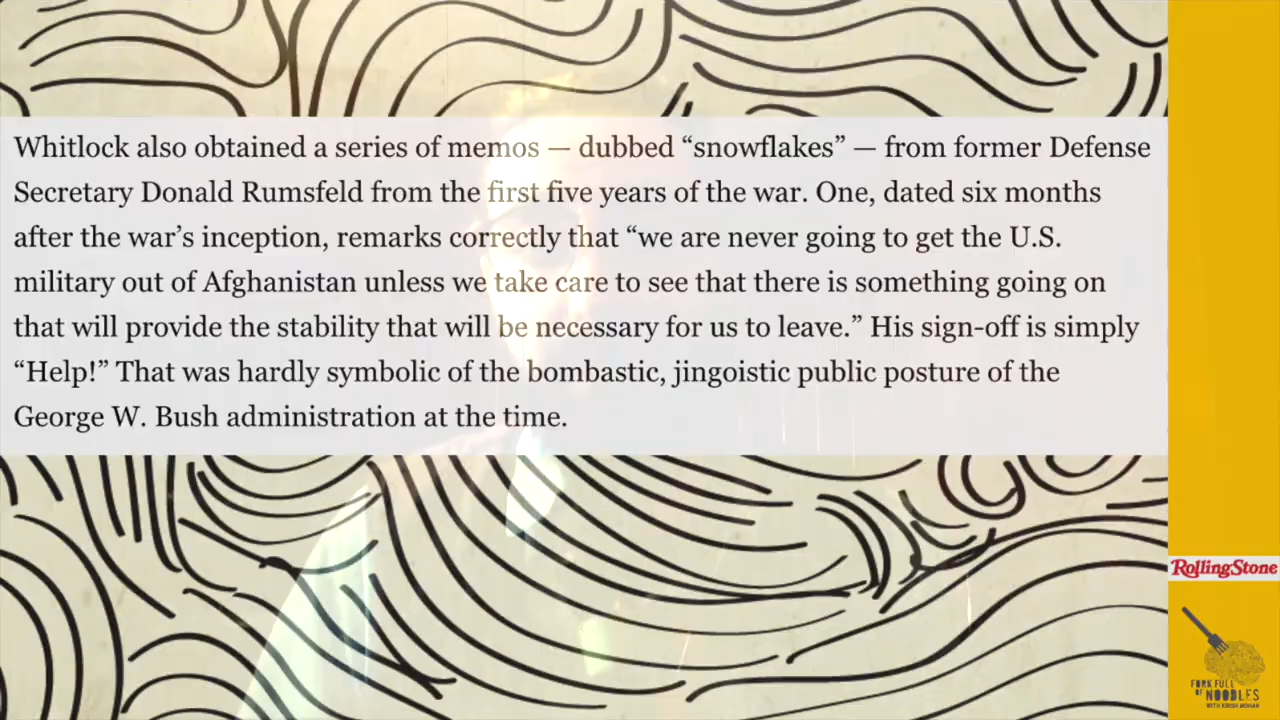 Whitlock also obtained a series of memos — dubbed “snowflakes” — from former Defense
Secretary Donald Rumsfeld from the first five years of the war. One, dated six months
after the war’s inception, remarks correctly that “we are never going to get the U.S.
military out of Afghanistan unless we take care to see that there is something going on
that will provide the stability that will be necessary for us to leave.” His sign-off is simply
“Help!” That was hardly symbolic of the bombastic, jingoistic public posture of the
George W. Bush administration at the time.
RollingStone
FORK FULL
OF NOODLES
WITH KRISH MOHAN